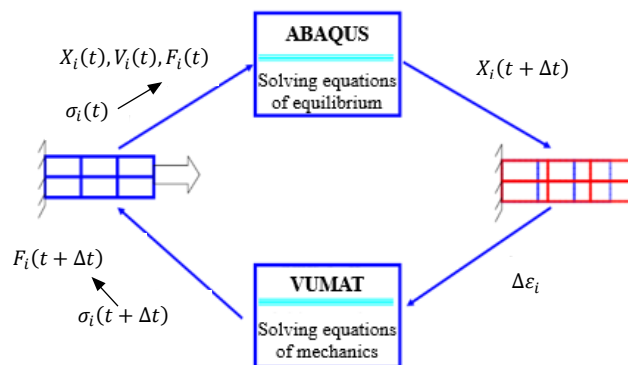 ABAQUS
Solving equations
of equilibrium
X_i(t), V_i(t), F_i(t)
σ_i(t)
X_i(t + Δt)
F_i(t + Δt)
σ_i(t + Δt)
VUMAT
Solving equations
of mechanics
Δε_i